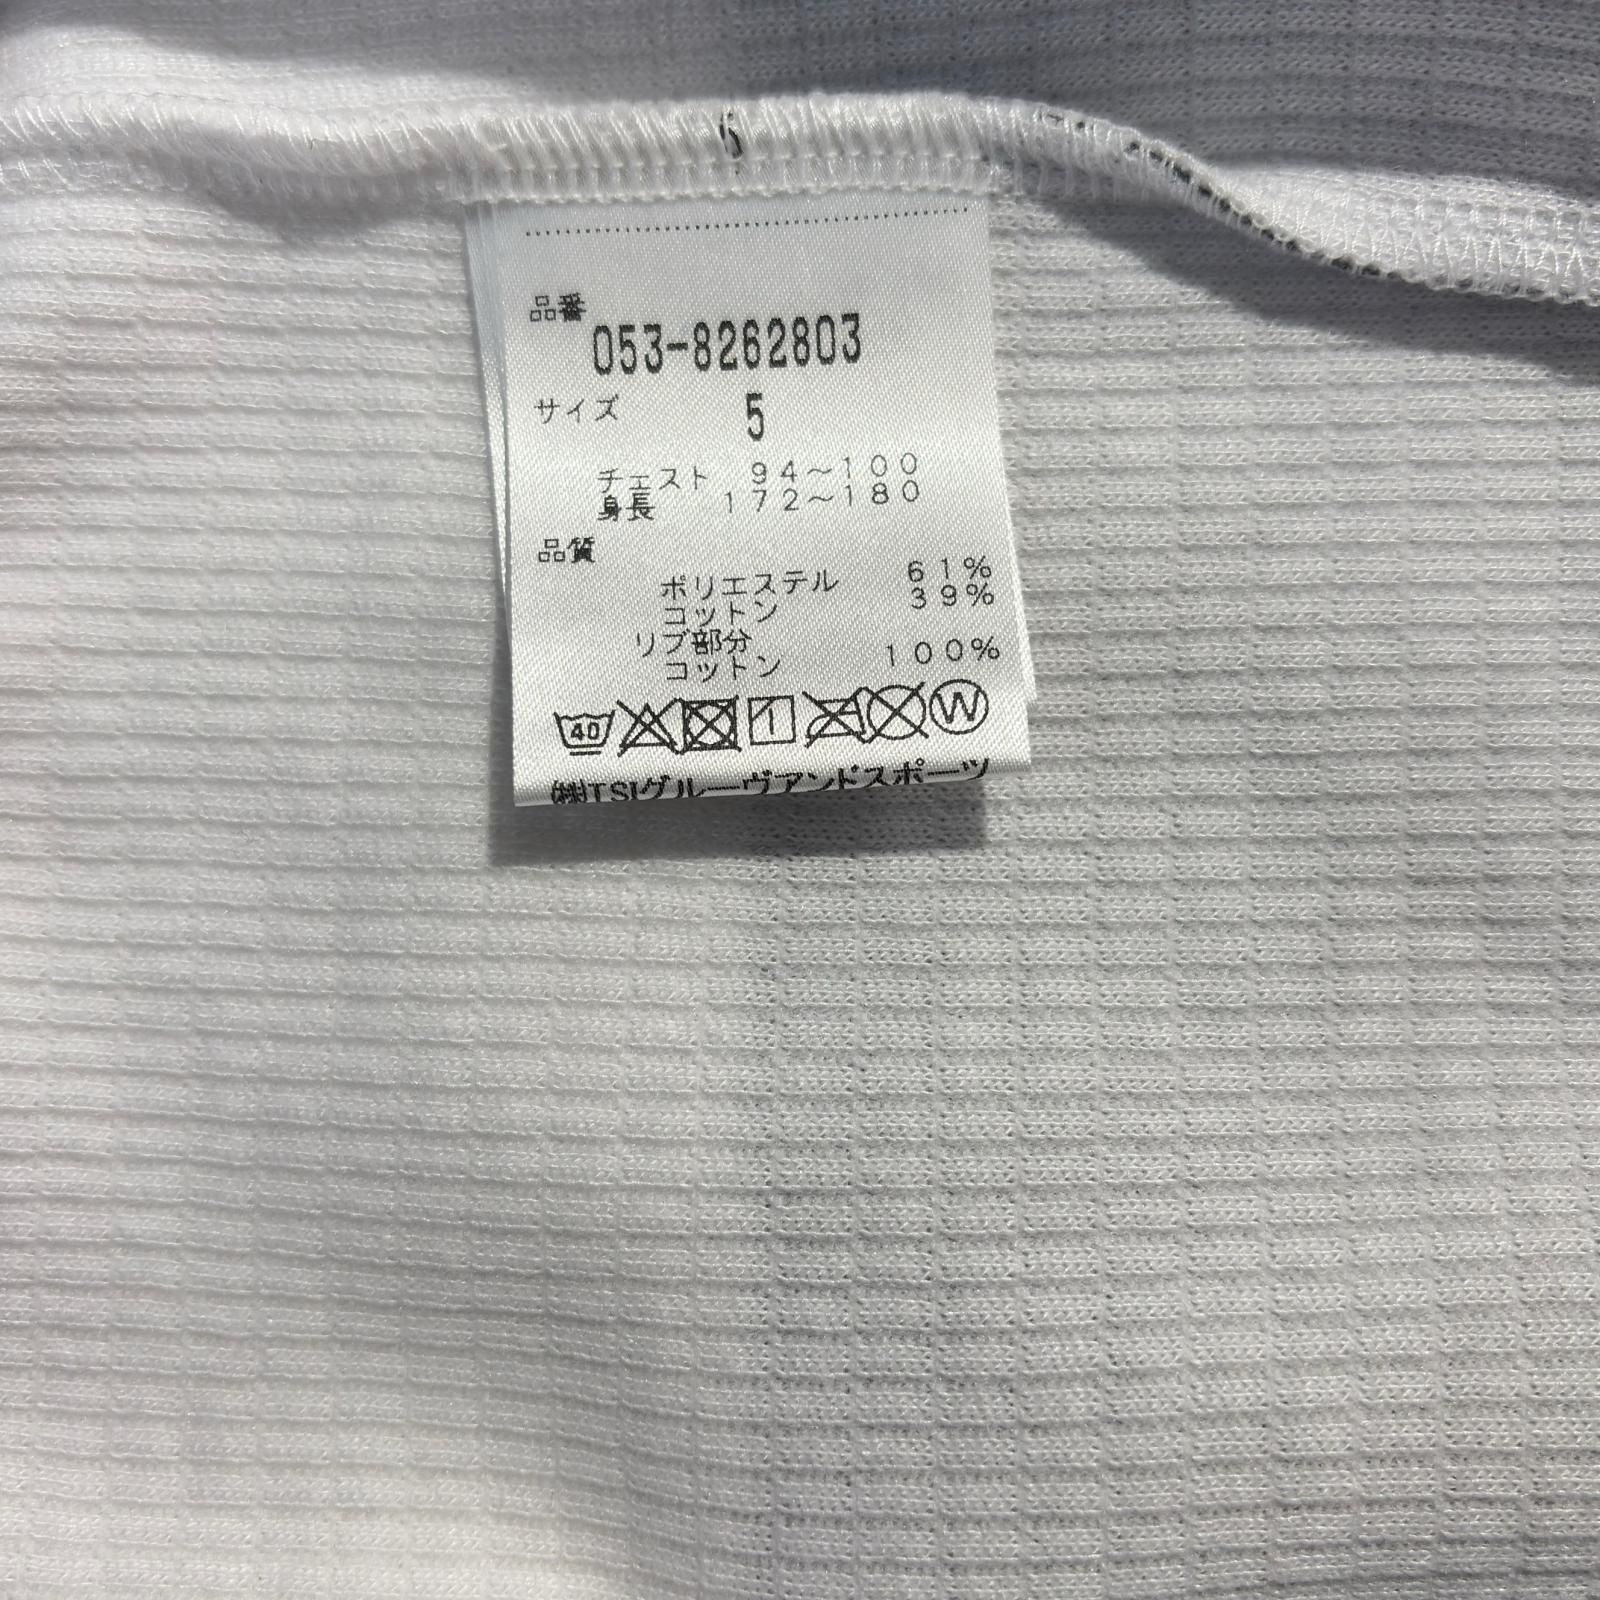 品番
053-8262803
サイズ 5
チェスト 94~100
身長 172~180
品質
ポリエステル 61%
コットン 39%
リブ部分
コットン 100%
40 W
㈱TSIグルーヴアンドスポーツ